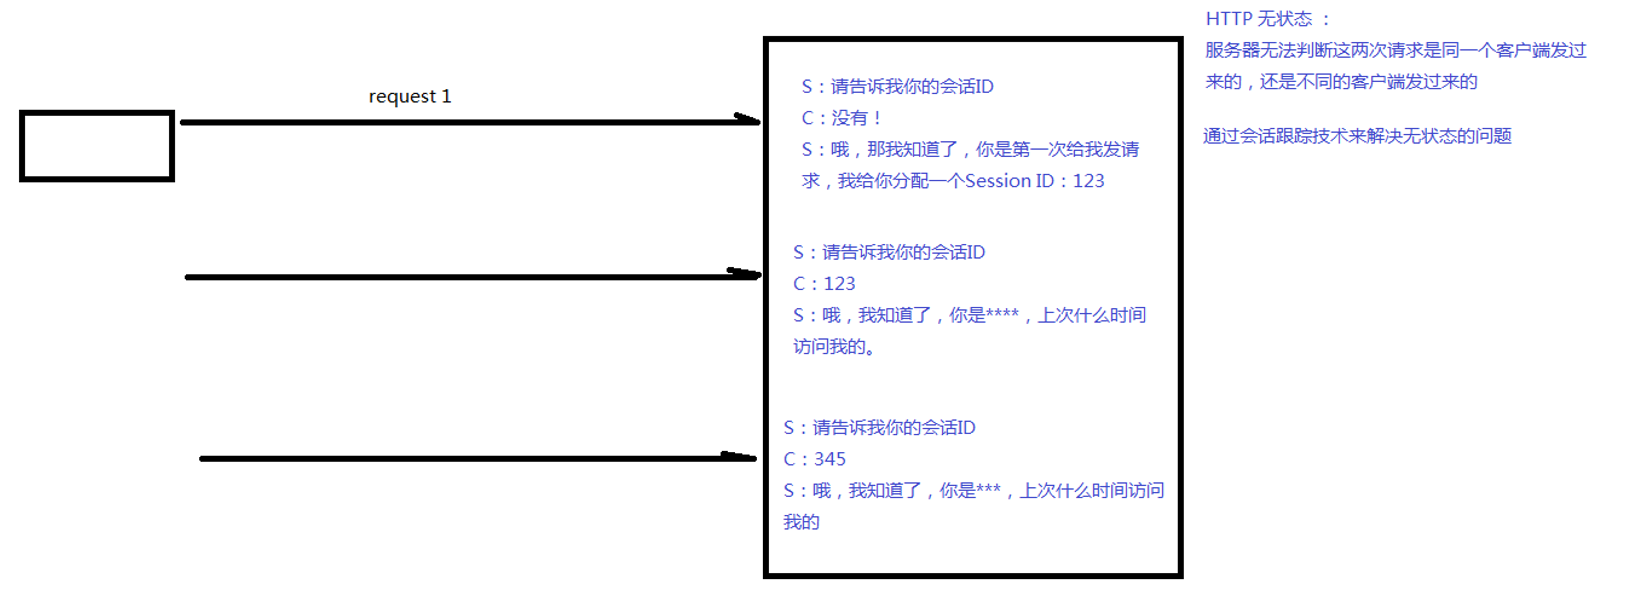 HTTP 无状态 ：
服务器无法判断这两次请求是同一个客户端发过
来的，还是不同的客户端发过来的
通过会话跟踪技术来解决无状态的问题
request 1
S：请告诉我你的会话ID
C：没有！
S：哦，那我知道了，你是第一次给我发请
求，我给你分配一个Session ID：123
S：请告诉我你的会话ID
C：123
S：哦，我知道了，你是****，上次什么时间
访问我的。
S：请告诉我你的会话ID
C：345
S：哦，我知道了，你是***，上次什么时间访问
我的